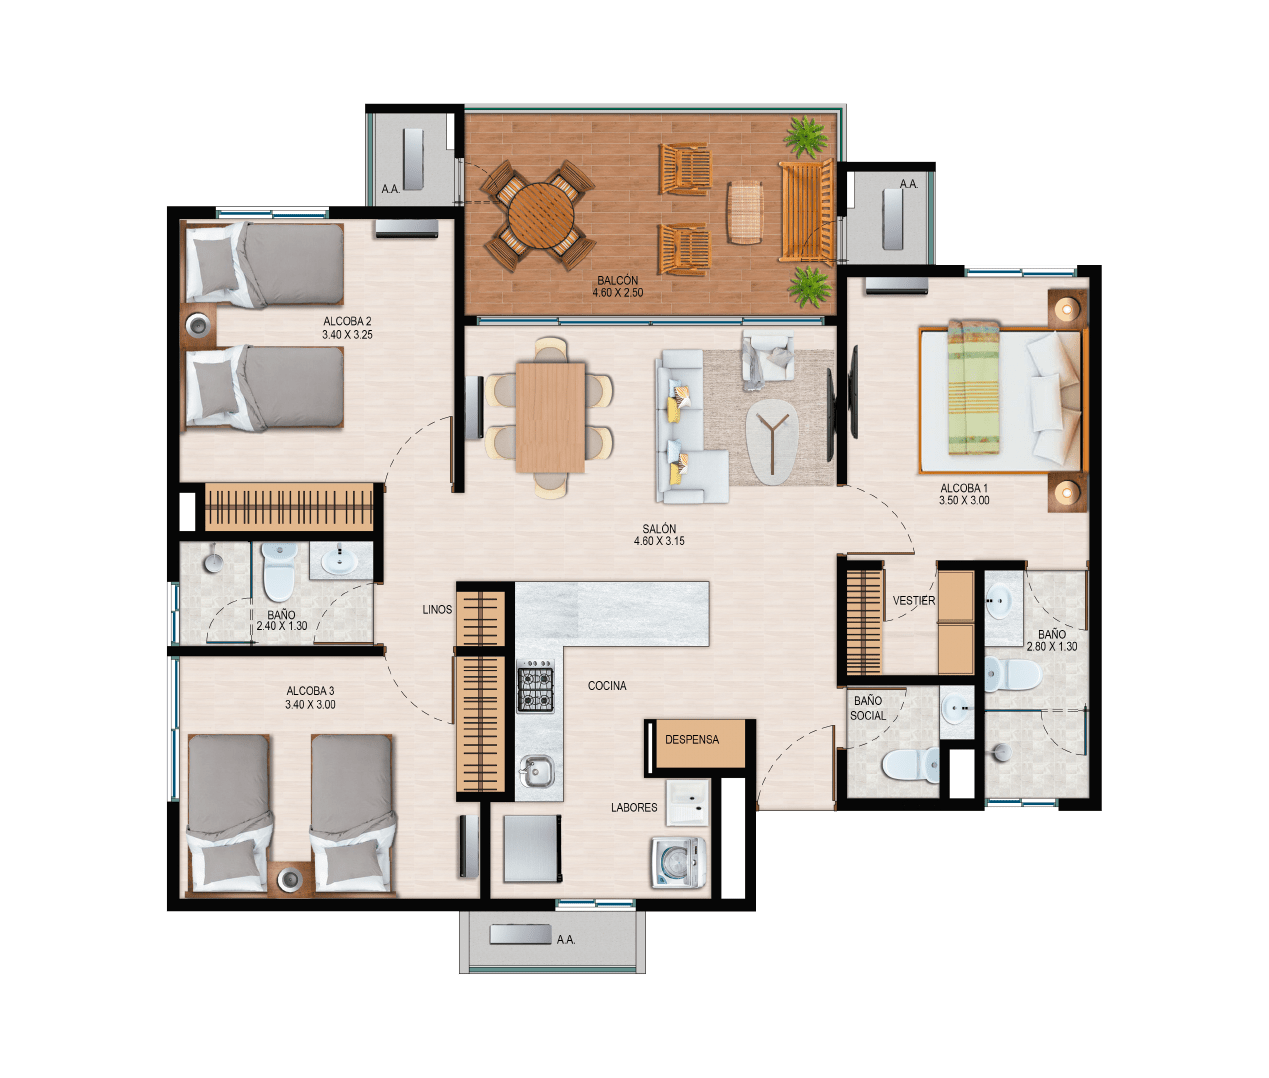 A.A.
A.A.
BALCÓN
4.60 X 2.50
ALCOBA 2
3.40 X 3.25
ALCOBA 1
3.50 X 3.00
SALÓN
4.60 X 3.15
LINOS
VESTIER
BAÑO
2.40 X 1.30
BAÑO
2.80 X 1.30
COCINA
ALCOBA 3
3.40 X 3.00
BAÑO
SOCIAL
DESPENSA
LABORES
A.A.